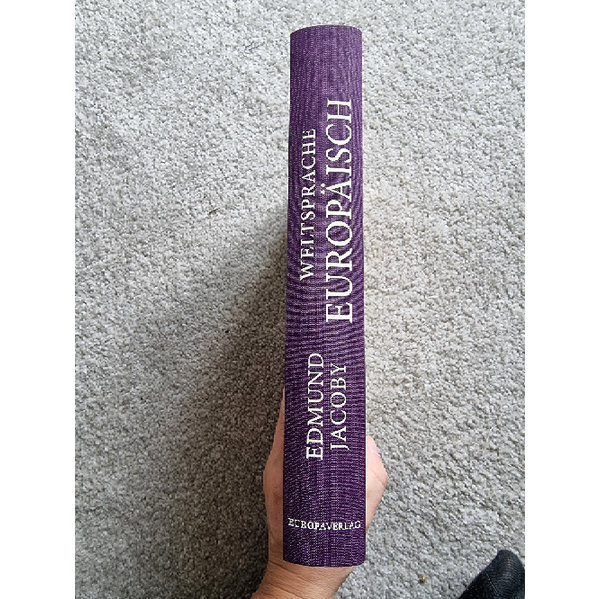 EDMUND
JACOBY
WELTSPRACHE
EUROPÄISCH
EUROPAVERLAG